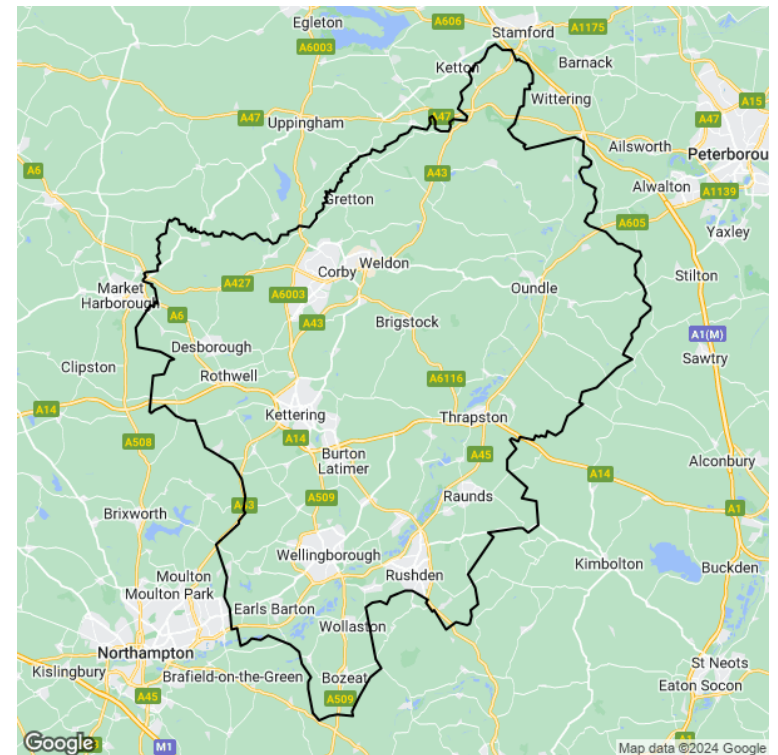 Egleton
A606
Stamford
A1175
A6003
Ketton
Barnack
Wittering
A47
A47
Uppingham
A15
A47
Ailsworth
Peterborou
A6
A43
Alwalton
A1139
Gretton
A605
Yaxley
Corby
Weldon
Market
Harborough
A427
A6003
Oundle
Stilton
A6
A43
Brigstock
A1(M)
Desborough
Sawtry
Clipston
Rothwell
A6116
A14
Kettering
Thrapston
A508
A14
Burton
Latimer
A45
A14
Alconbury
A509
Raunds
A43
A1
Brixworth
Wellingborough
Kimbolton
Buckden
Moulton
Moulton Park
Rushden
Earls Barton
Wollaston
Northampton
St Neots
Kislingbury
Brafield-on-the-Green
Bozeat
Eaton Socon
A45
A509
Google
M1
A1
Map data ©2024 Google